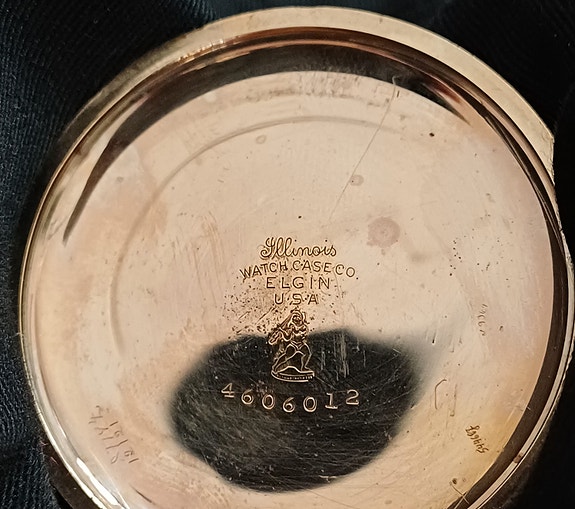 Illinois
WATCH CASE CO.
ELGIN
U.S.A
4606012